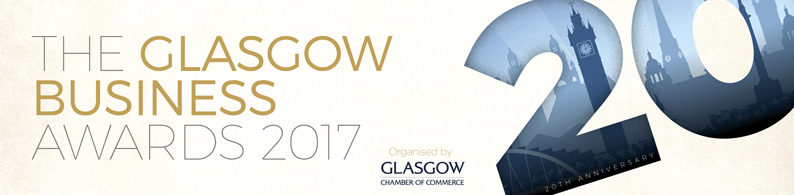 THE GLASGOW
BUSINESS
AWARDS 2017
Organised by
GLASGOW
CHAMBER OF COMMERCE
20
20TH ANNIVERSARY